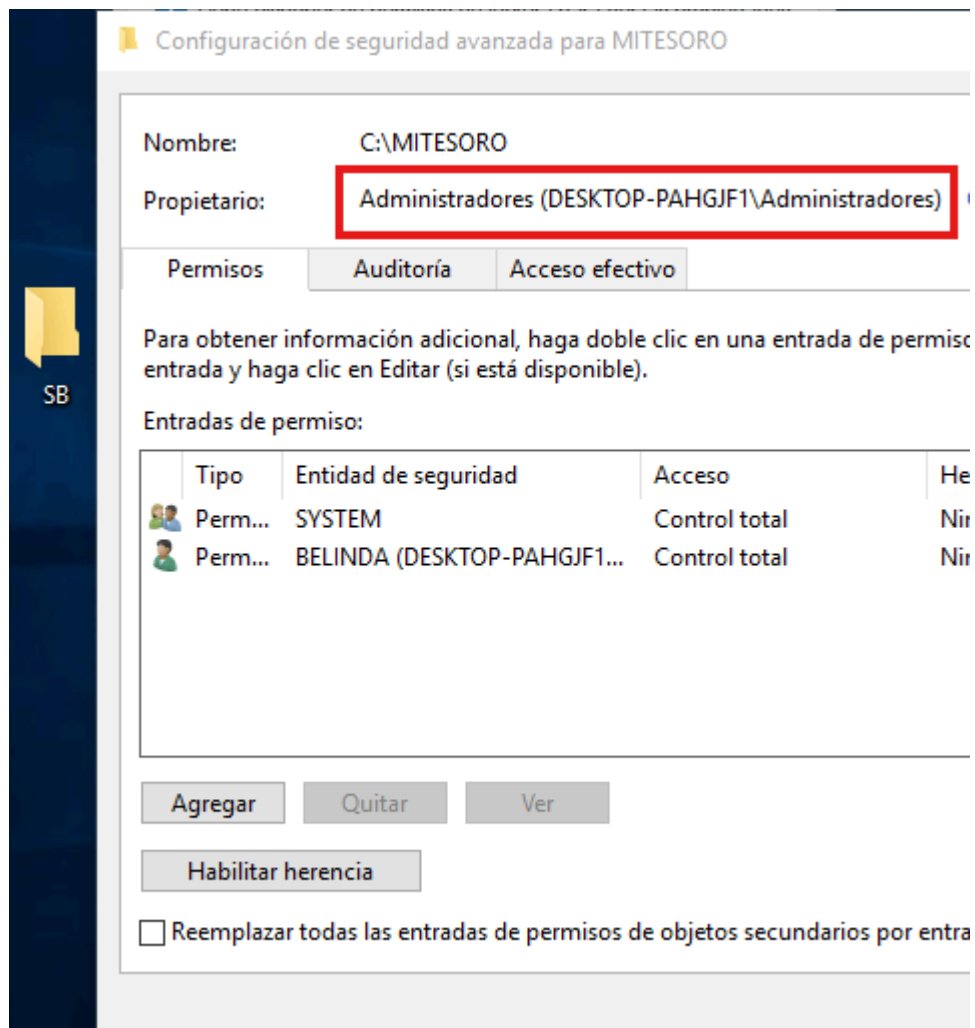 Configuración de seguridad avanzada para MITESORO
Nombre: C:\MITESORO
Propietario: Administradores (DESKTOP-PAHGJF1\Administradores)
Permisos Auditoría Acceso efectivo
Para obtener información adicional, haga doble clic en una entrada de permiso
entrada y haga clic en Editar (si está disponible).
SB
Entradas de permiso:
Tipo Entidad de seguridad Acceso He
Perm... SYSTEM Control total Nin
Perm... BELINDA (DESKTOP-PAHGJF1... Control total Nin
Agregar Quitar Ver
Habilitar herencia
Reemplazar todas las entradas de permisos de objetos secundarios por entra